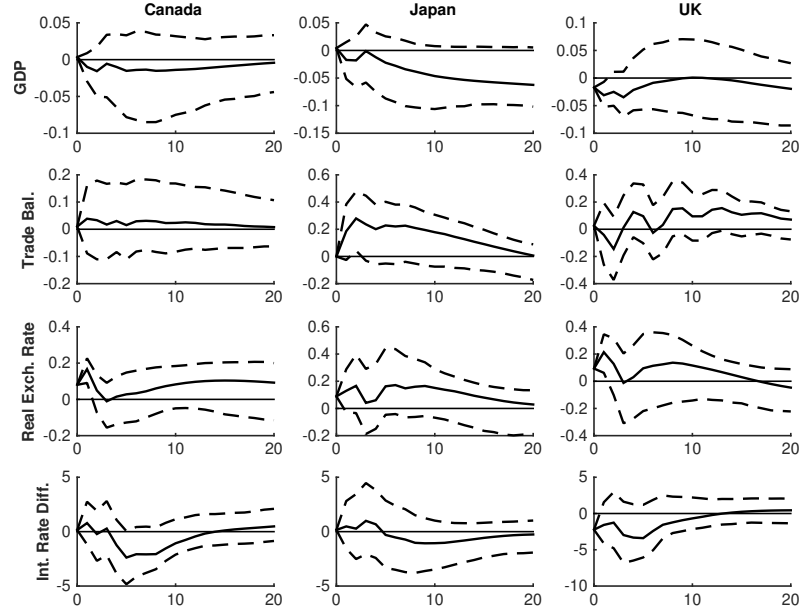 Canada Japan UK
GDP
0.05 0.05 0.1
0 0 0.05
-0.05 -0.05 0
-0.1 -0.05
-0.1 -0.15 -0.1
0 10 20 0 10 20 0 10 20
Trade Bal.
0.2 0.6 0.4
0.1 0.4 0.2
0 0.2 0
-0.1 0 -0.2
-0.2 -0.2 -0.4
0 10 20 0 10 20 0 10 20
Real Exch. Rate
0.4 0.6 0.4
0.2 0.4 0.2
0.2 0
0 0 -0.2
-0.2 -0.2 -0.4
0 10 20 0 10 20 0 10 20
Int. Rate Diff.
5 5 5
0 0 0
-5
-5 -5 -10
0 10 20 0 10 20 0 10 20